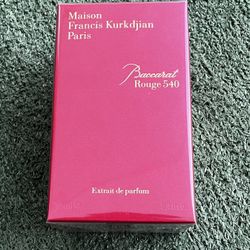 Maison
Francis Kurkdjian
Paris
Baccarat
Rouge 540
Extrait de parfum